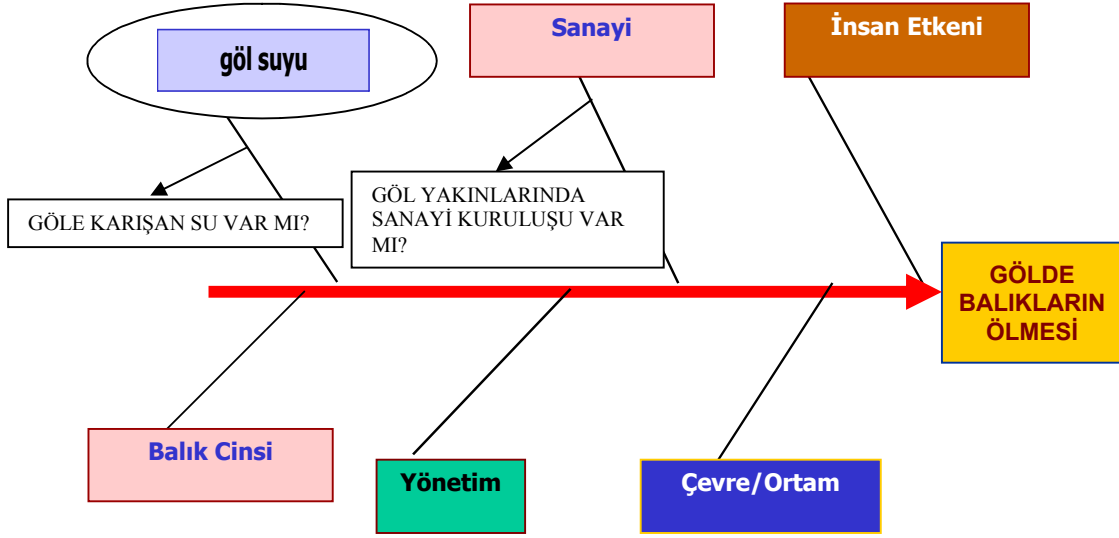 göl suyu
Sanayi
İnsan Etkeni
GÖLE KARIŞAN SU VAR MI?
GÖL YAKINLARINDA
SANAYİ KURULUŞU VAR
MI?
GÖLDE
BALIKLARIN
ÖLMESİ
Balık Cinsi
Yönetim
Çevre/Ortam